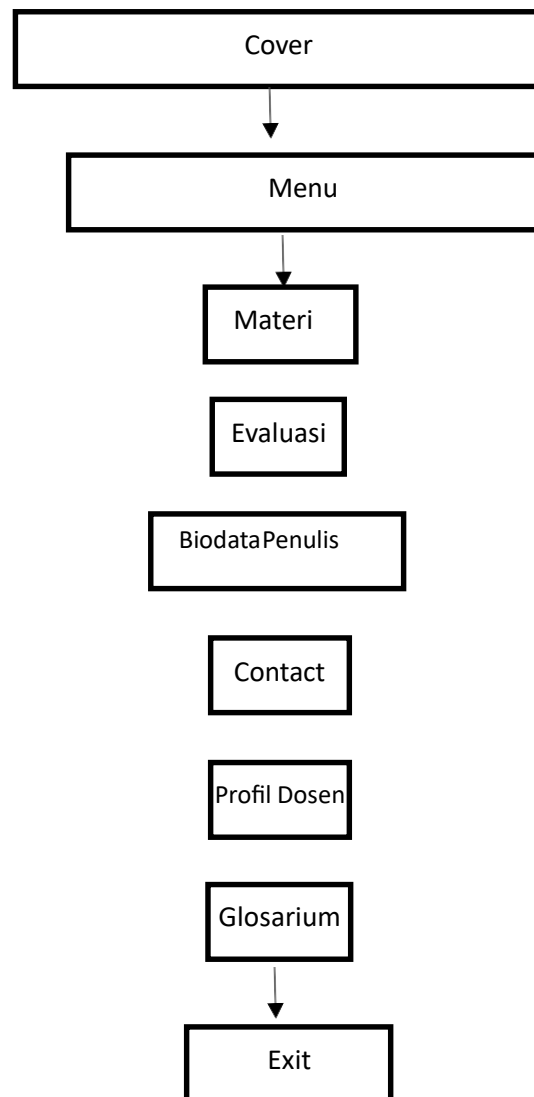 Cover
Menu
Materi
Evaluasi
BiodataPenulis
Contact
Profil Dosen
Glosarium
Exit